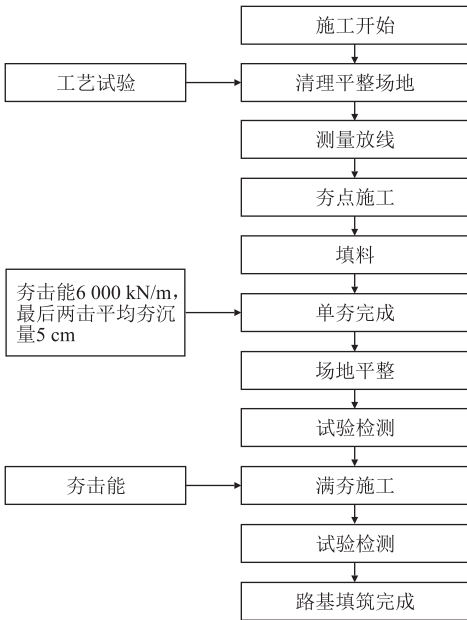 施工开始
工艺试验
清理平整场地
测量放线
夯点施工
填料
夯击能6 000 kN/m，
最后两击平均夯沉
量5 cm
单夯完成
场地平整
试验检测
夯击能
满夯施工
试验检测
路基填筑完成